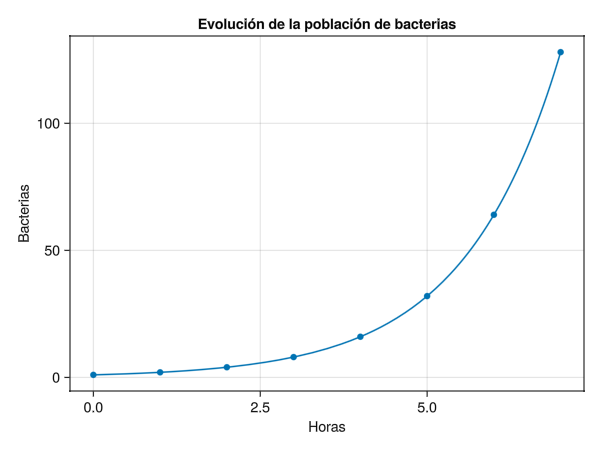 Evolución de la población de bacterias
Bacterias
100
50
0
0.0
2.5
5.0
Horas